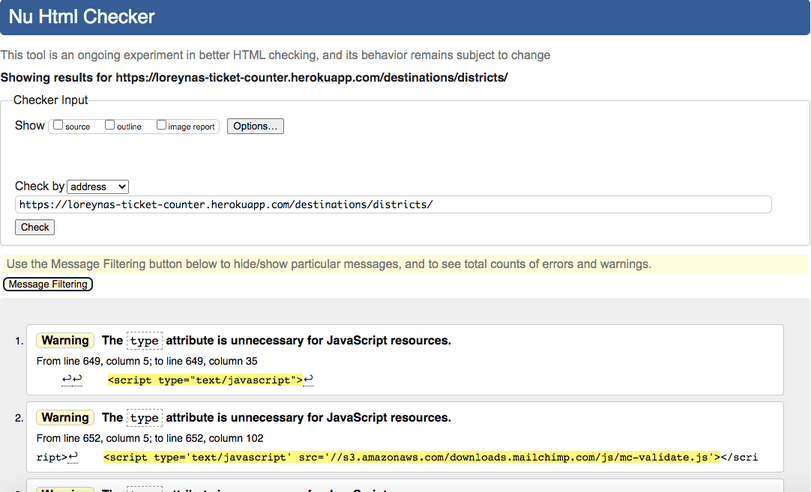 Nu Html Checker
This tool is an ongoing experiment in better HTML checking, and its behavior remains subject to change
Showing results for https://loreynas-ticket-counter.herokuapp.com/destinations/districts/
Checker Input
Show source outline image report Options...
Check by address
https://loreynas-ticket-counter.herokuapp.com/destinations/districts/
Check
Use the Message Filtering button below to hide/show particular messages, and to see total counts of errors and warnings.
Message Filtering
1. Warning The type attribute is unnecessary for JavaScript resources.
From line 649, column 5; to line 649, column 35
↩↩ <script type="text/javascript">↩
2. Warning The type attribute is unnecessary for JavaScript resources.
From line 652, column 5; to line 652, column 102
ript>↩ <script type='text/javascript' src='//s3.amazonaws.com/downloads.mailchimp.com/js/mc-validate.js'></scri